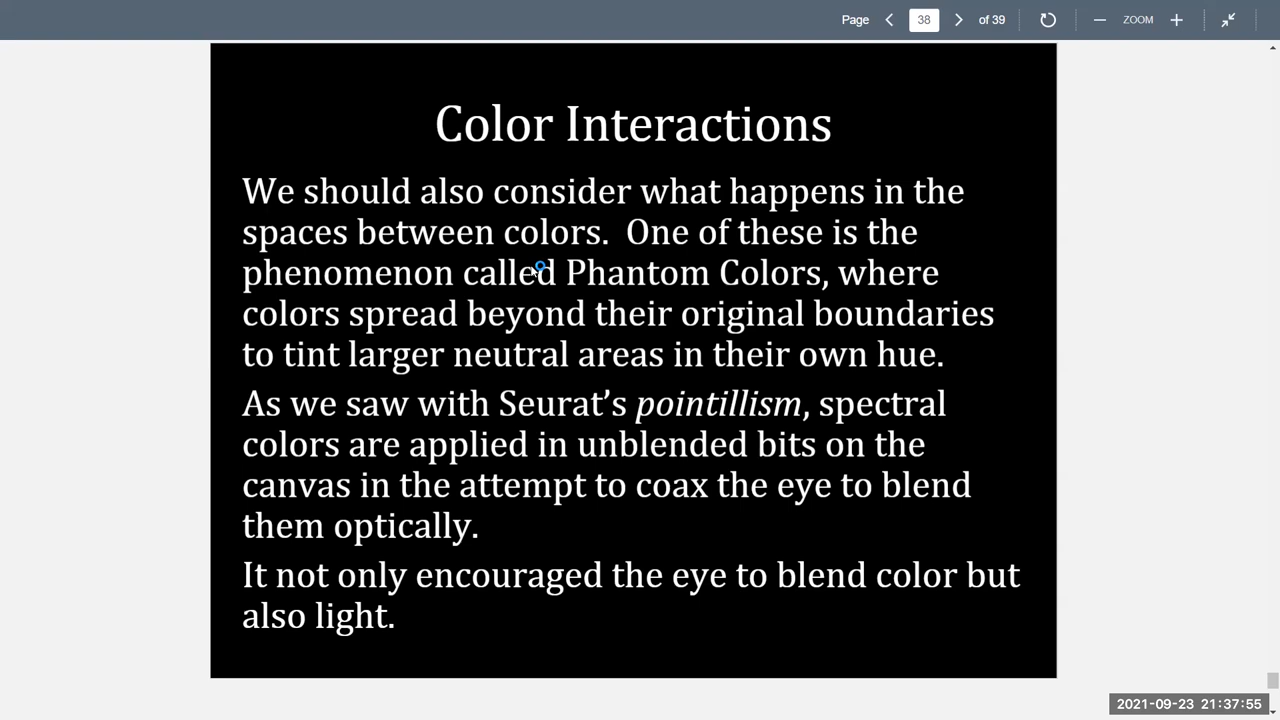 Page 38 of 39 ZOOM
Color Interactions
We should also consider what happens in the
spaces between colors.  One of these is the
phenomenon called Phantom Colors, where
colors spread beyond their original boundaries
to tint larger neutral areas in their own hue.
As we saw with Seurat’s pointillism, spectral
colors are applied in unblended bits on the
canvas in the attempt to coax the eye to blend
them optically.
It not only encouraged the eye to blend color but
also light.
2021-09-23 21:37:55